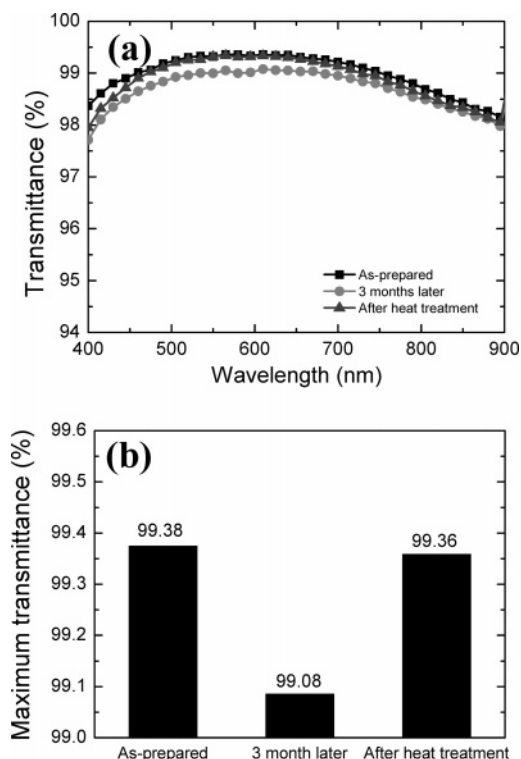 (a)
Transmittance (%)
100
99
98
97
96
95
94
400 500 600 700 800 900
Wavelength (nm)
As-prepared
3 months later
After heat treatment
(b)
Maximum transmittance (%)
99.6
99.5
99.4
99.3
99.2
99.1
99.0
99.38
99.08
99.36
As-prepared 3 month later After heat treatment